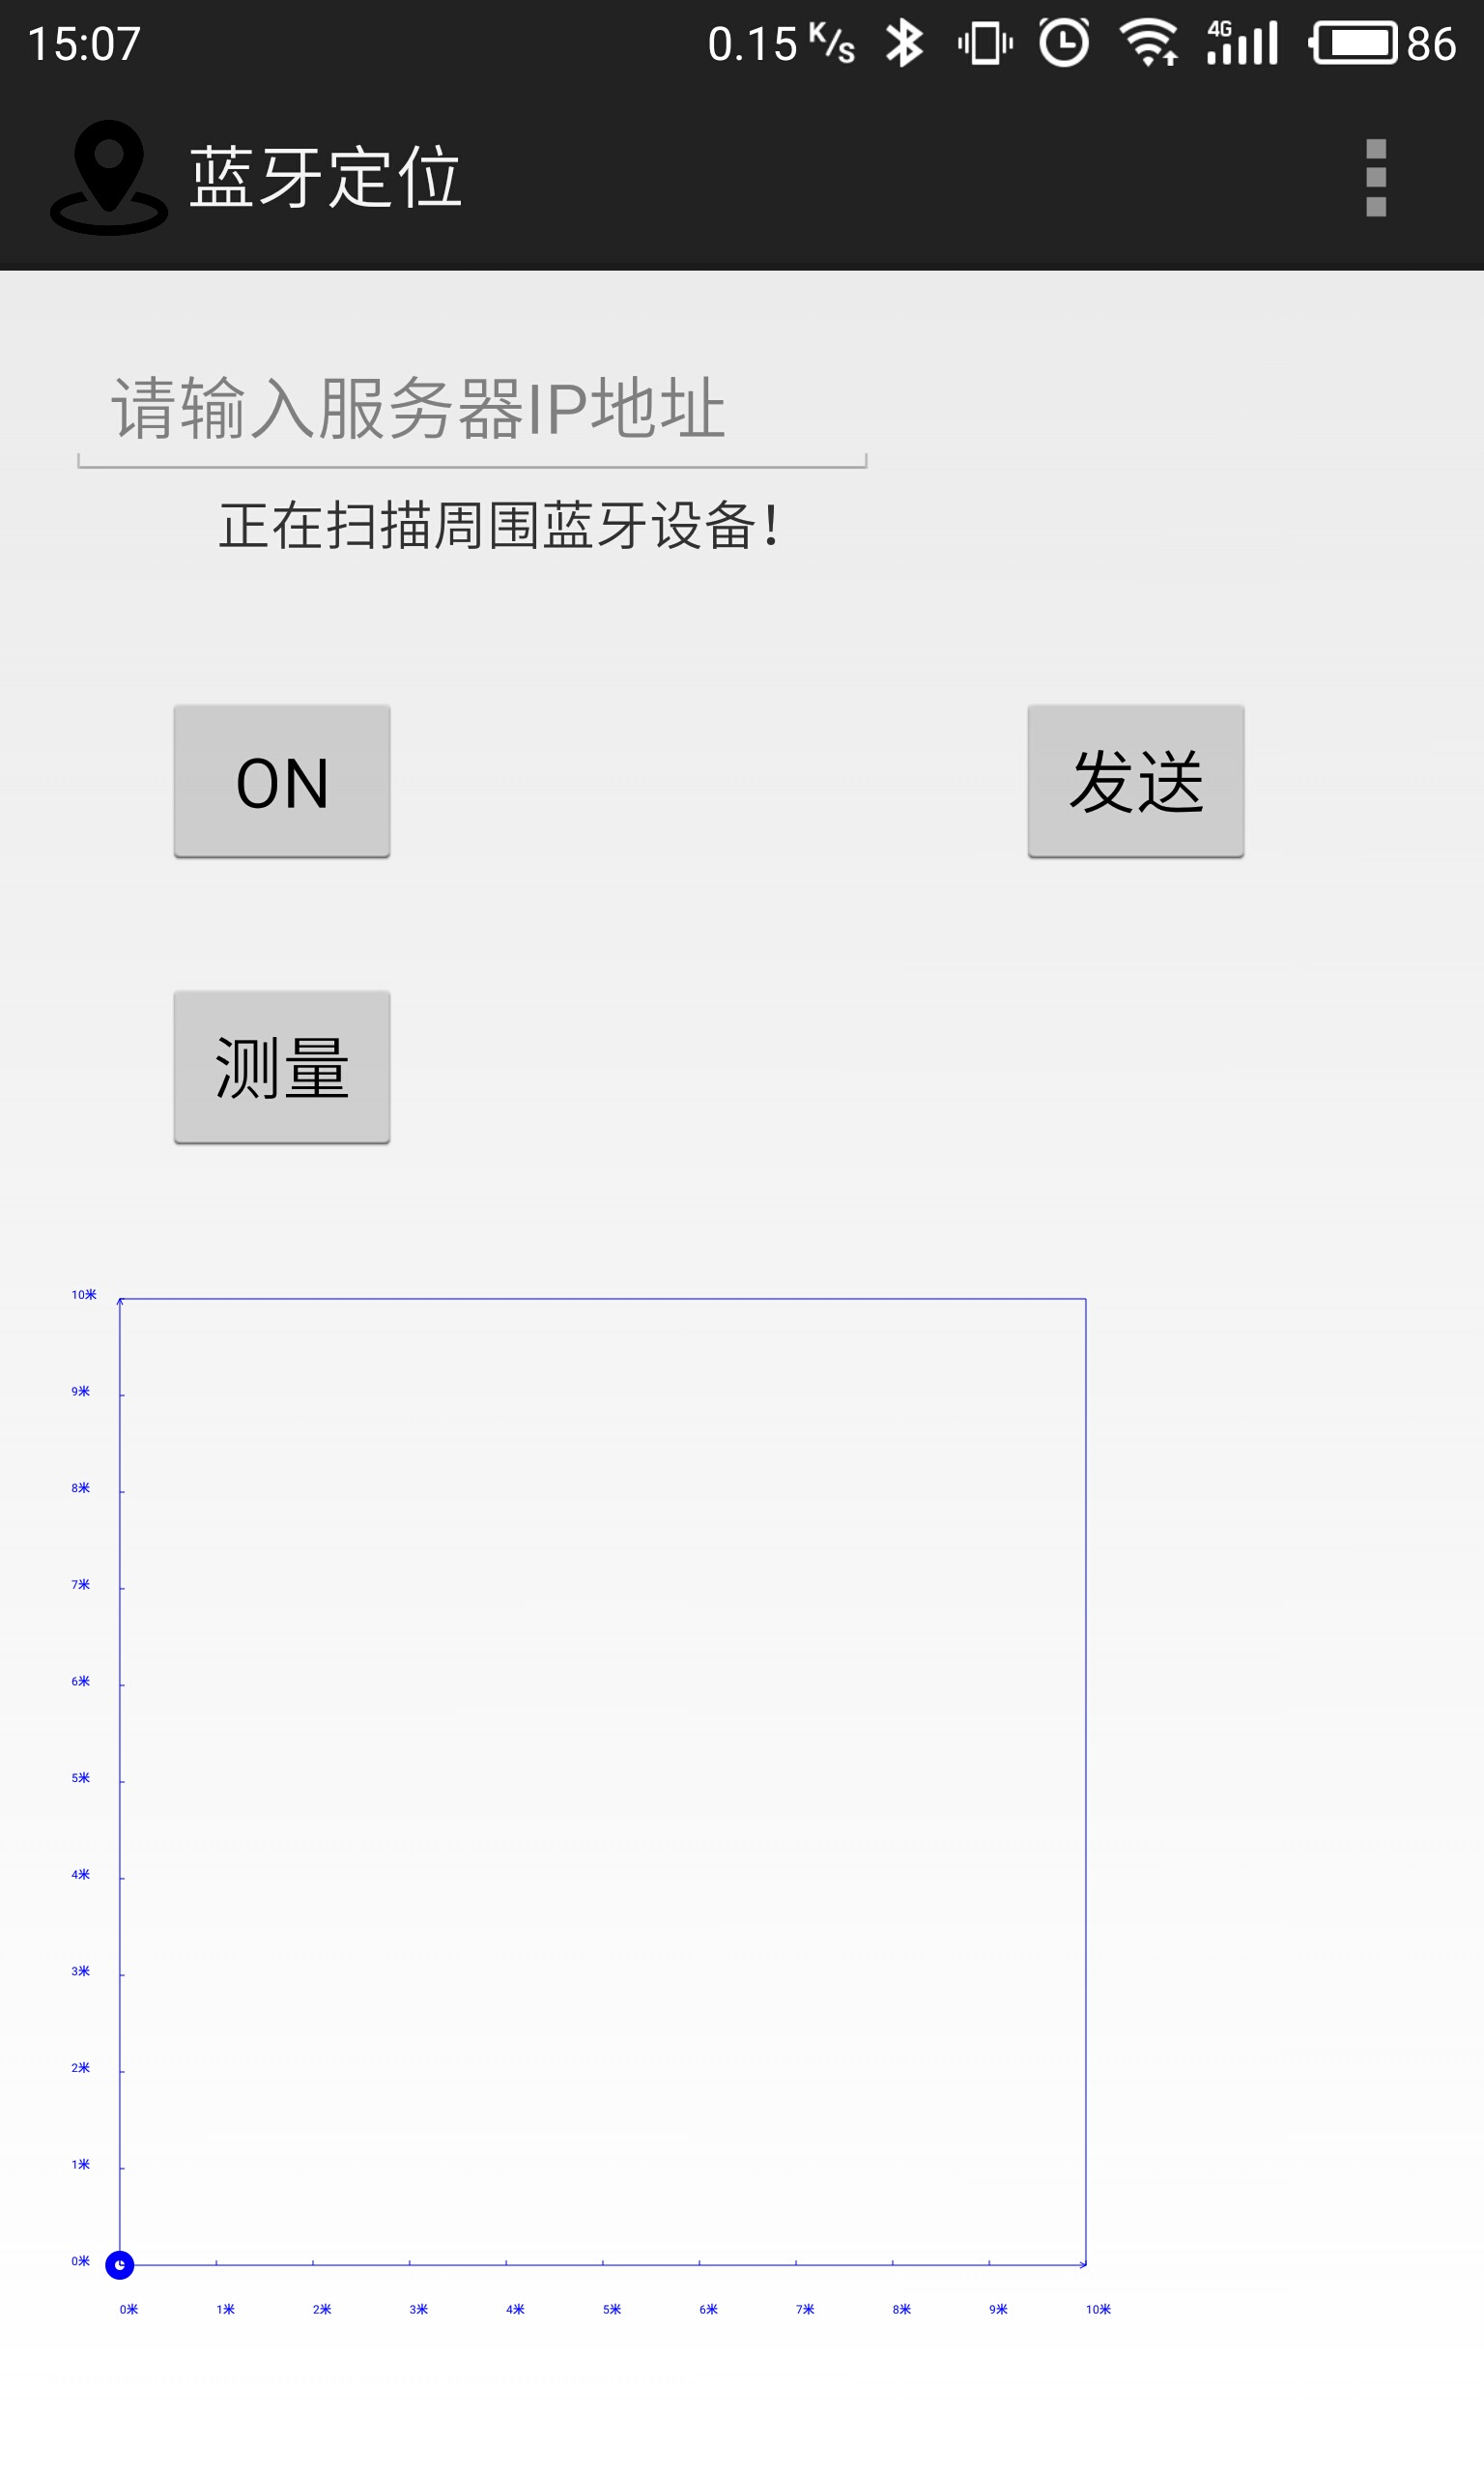 15:07 0.15 K/s 4G 86
蓝牙定位
请输入服务器IP地址
正在扫描周围蓝牙设备！
ON 发送
测量
10米
9米
8米
7米
6米
5米
4米
3米
2米
1米
0米
0米 1米 2米 3米 4米 5米 6米 7米 8米 9米 10米